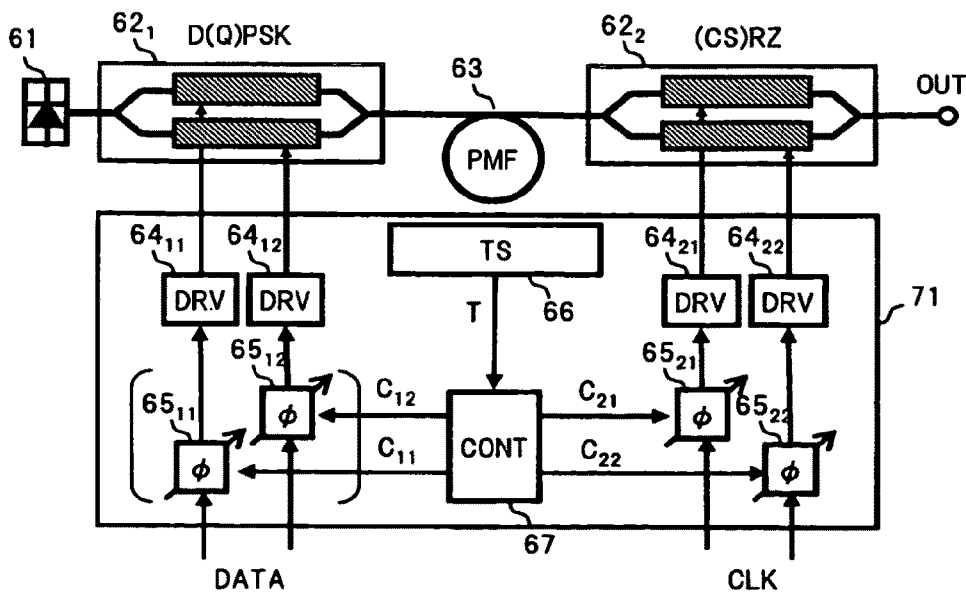 61
62₁
D(Q)PSK
63
62₂
(CS)RZ
OUT
PMF
64₁₁
64₁₂
TS
66
64₂₁
64₂₂
71
DRV
DRV
T
DRV
DRV
65₁₂
65₂₁
C₁₂
C₂₁
65₁₁
ϕ
ϕ
65₂₂
C₁₁
CONT
C₂₂
ϕ
ϕ
67
DATA
CLK